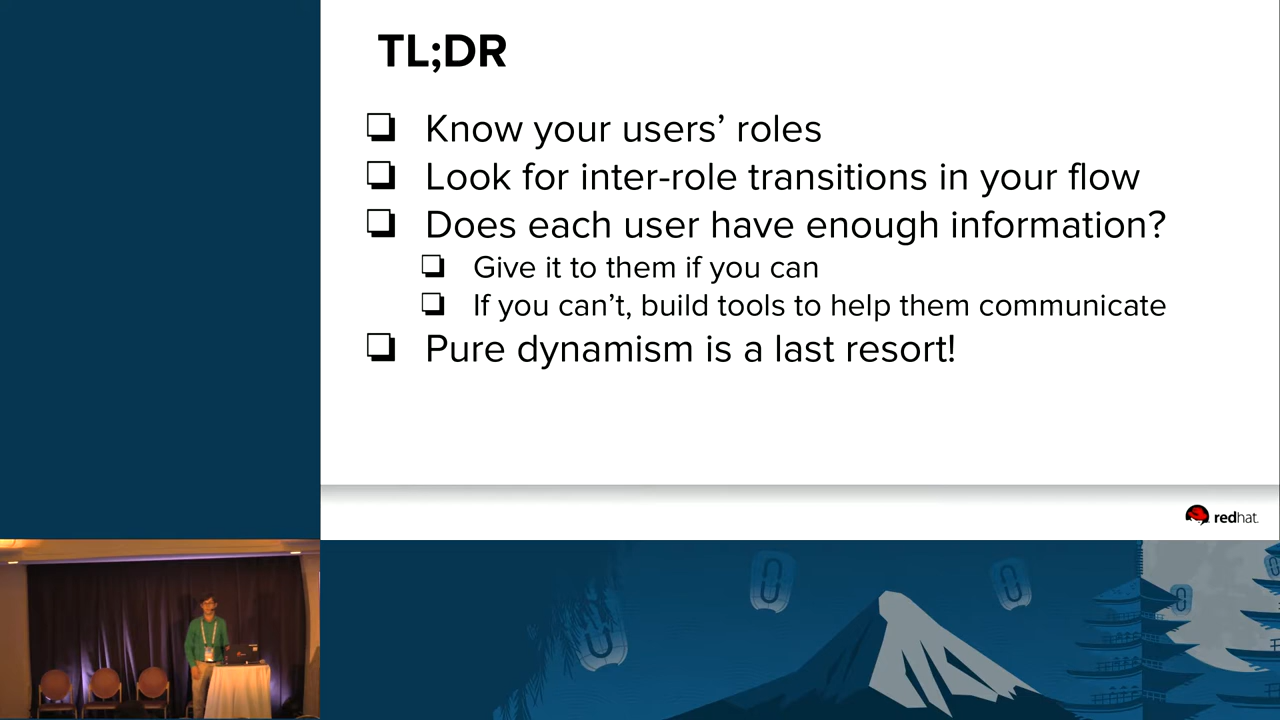 TL;DR
Know your users’ roles
Look for inter-role transitions in your flow
Does each user have enough information?
Give it to them if you can
If you can’t, build tools to help them communicate
Pure dynamism is a last resort!
redhat.